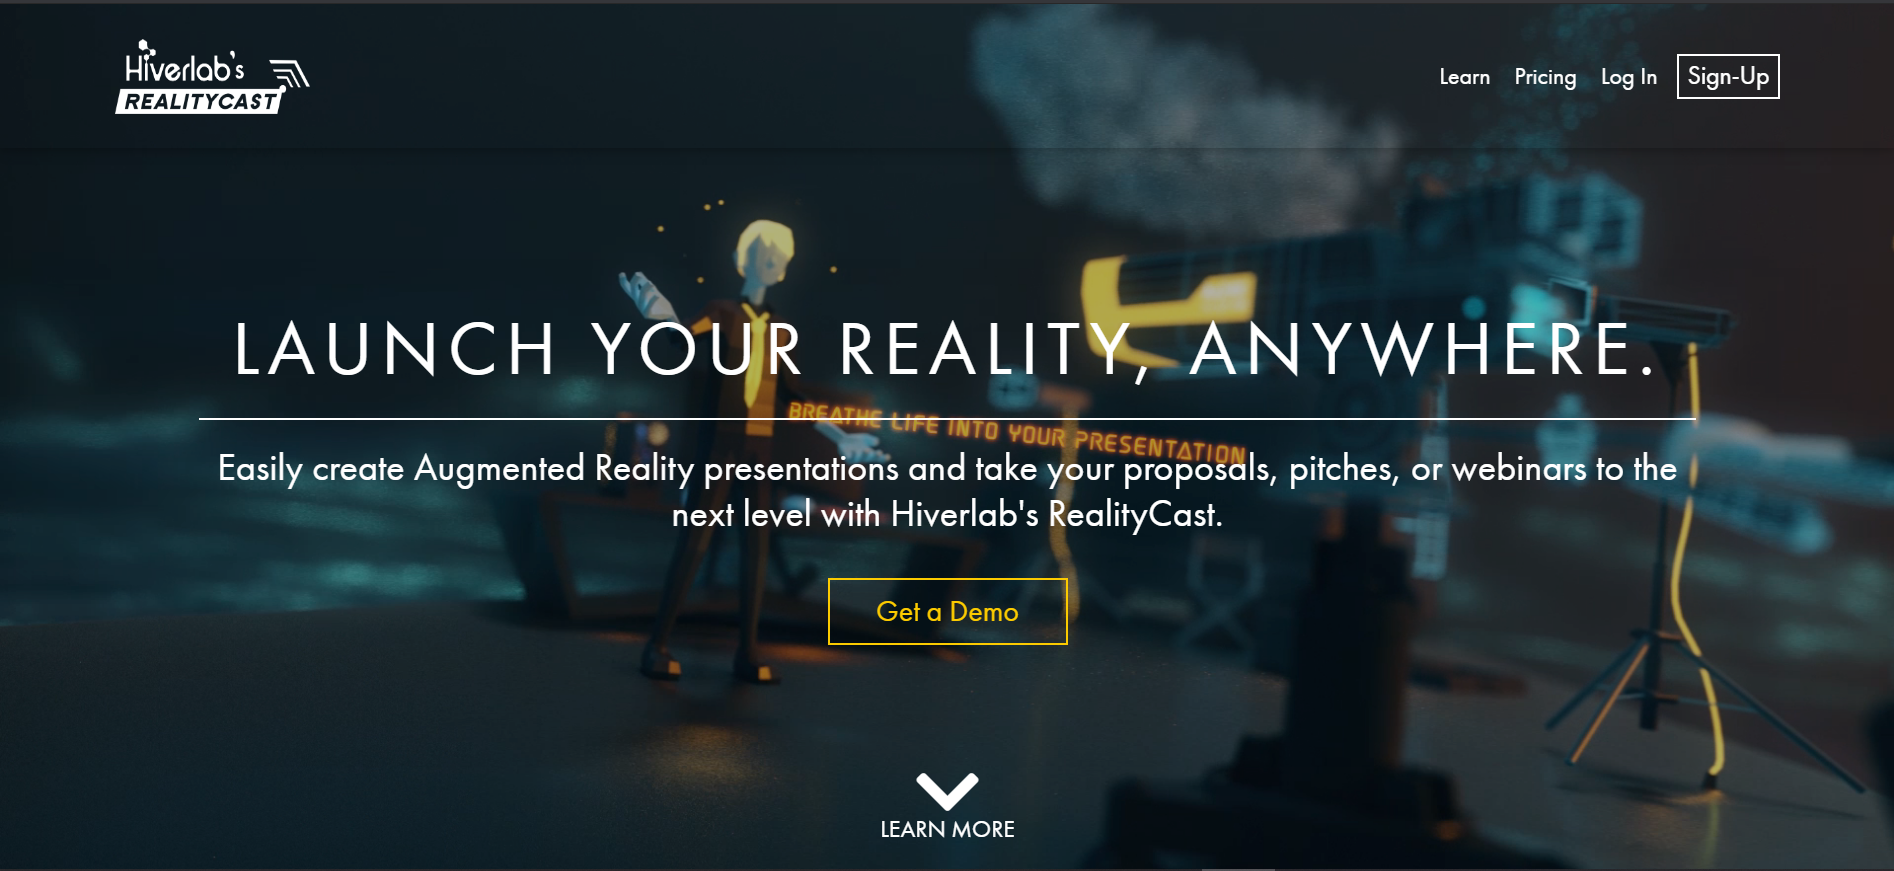 Hiverlab's
REALITYCAST
Learn Pricing Log In Sign-Up
LAUNCH YOUR REALITY, ANYWHERE.
BREATHE LIFE INTO YOUR PRESENTATION
Easily create Augmented Reality presentations and take your proposals, pitches, or webinars to the
next level with Hiverlab's RealityCast.
Get a Demo
LEARN MORE